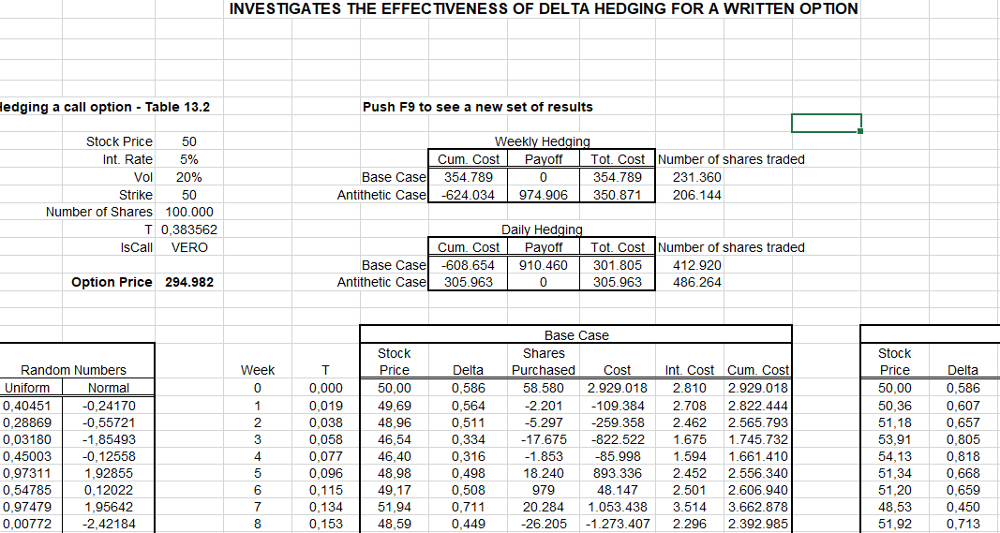 INVESTIGATES THE EFFECTIVENESS OF DELTA HEDGING FOR A WRITTEN OPTION
Hedging a call option - Table 13.2 Push F9 to see a new set of results
Stock Price 50 Weekly Hedging
Int. Rate 5% Cum. Cost Payoff Tot. Cost Number of shares traded
Vol 20% Base Case 354.789 0 354.789 231.360
Strike 50 Antithetic Case -624.034 974.906 350.871 206.144
Number of Shares 100.000
T 0,383562 Daily Hedging
IsCall VERO Cum. Cost Payoff Tot. Cost Number of shares traded
Base Case -608.654 910.460 301.805 412.920
Option Price 294.982 Antithetic Case 305.963 0 305.963 486.264
Base Case
Stock Shares Stock
Random Numbers Week T Price Delta Purchased Cost Int. Cost Cum. Cost Price Delta
Uniform Normal 0 0,000 50,00 0,586 58.580 2.929.018 2.810 2.929.018 50,00 0,586
0,40451 -0,24170 1 0,019 49,69 0,564 -2.201 -109.384 2.708 2.822.444 50,36 0,607
0,28869 -0,55721 2 0,038 48,96 0,511 -5.297 -259.358 2.462 2.565.793 51,18 0,657
0,03180 -1,85493 3 0,058 46,54 0,334 -17.675 -822.522 1.675 1.745.732 53,91 0,805
0,45003 -0,12558 4 0,077 46,40 0,316 -1.853 -85.998 1.594 1.661.410 54,13 0,818
0,97311 1,92855 5 0,096 48,98 0,498 18.240 893.336 2.452 2.556.340 51,34 0,668
0,54785 0,12022 6 0,115 49,17 0,508 979 48.147 2.501 2.606.940 51,20 0,659
0,97479 1,95642 7 0,134 51,94 0,711 20.284 1.053.438 3.514 3.662.878 48,53 0,450
0,00772 -2,42184 8 0,153 48,59 0,449 -26.205 -1.273.407 2.296 2.392.985 51,92 0,713